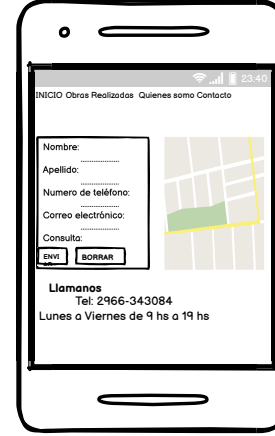 23:40
INICIO Obras Realizadas Quienes somo Contacto
Nombre:
Apellido:
Numero de teléfono:
Correo electrónico:
Consulta:
ENVI
AR
BORRAR
Llamanos
Tel: 2966-343084
Lunes a Viernes de 9 hs a 19 hs